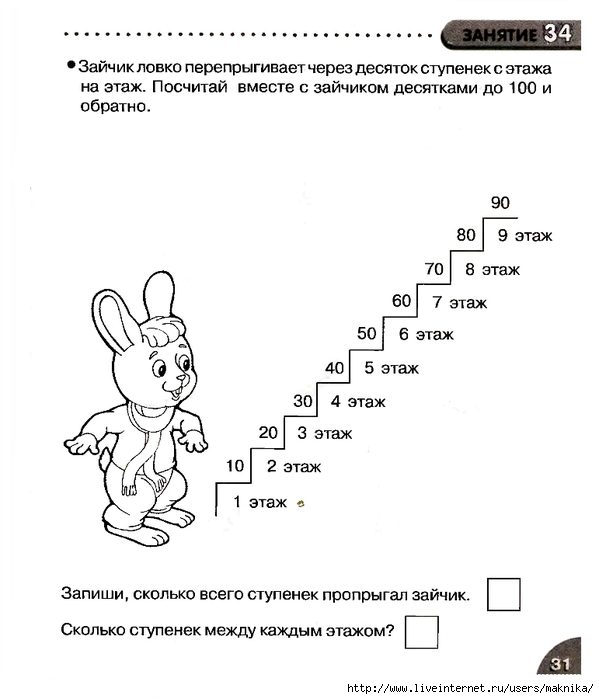 ЗАНЯТИЕ 34
• Зайчик ловко перепрыгивает через десяток ступенек с этажа
на этаж. Посчитай вместе с зайчиком десятками до 100 и
обратно.
90
80 9 этаж
70 8 этаж
60 7 этаж
50 6 этаж
40 5 этаж
30 4 этаж
20 3 этаж
10 2 этаж
1 этаж
Запиши, сколько всего ступенек пропрыгал зайчик.
Сколько ступенек между каждым этажом?
31
http://www.liveinternet.ru/users/maknika/